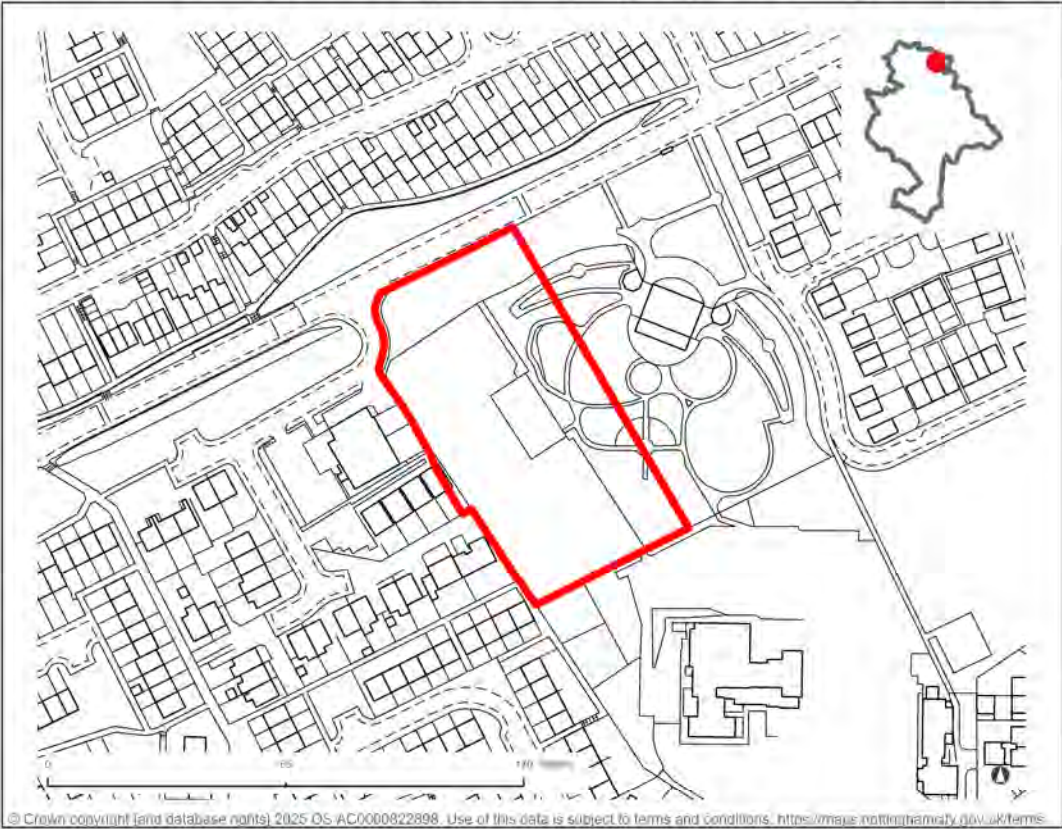 0
© Crown copyright [and database rights] 2025 OS AC0000822898. Use of this data is subject to terms and conditions, https://maps.nottinghamcity.gov.uk/terms